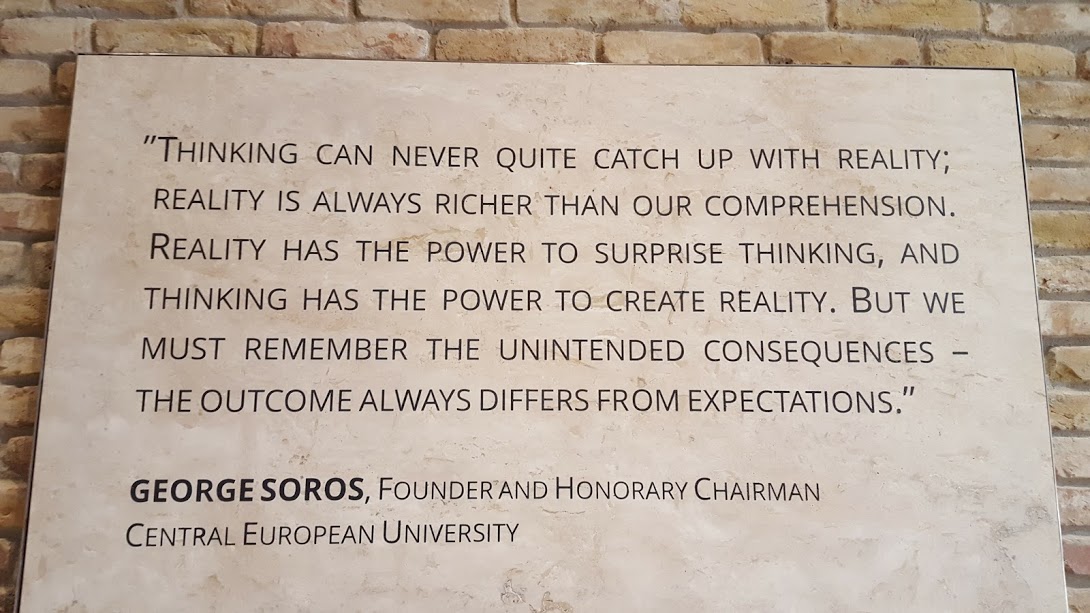 "Thinking can never quite catch up with reality;
reality is always richer than our comprehension.
Reality has the power to surprise thinking, and
thinking has the power to create reality. But we
must remember the unintended consequences –
the outcome always differs from expectations."
GEORGE SOROS, Founder and Honorary Chairman
Central European University